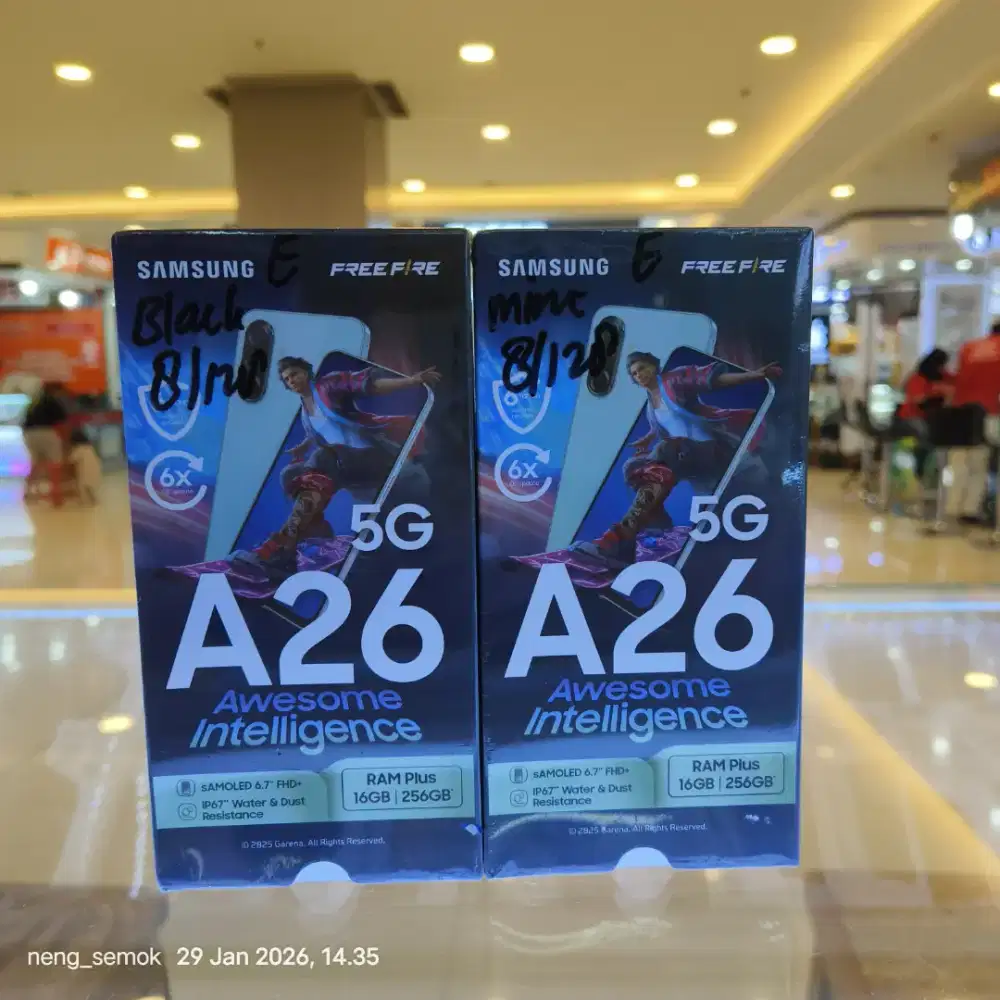 SAMSUNG E FREE FIRE
Black
8/128
6x
5G
A26
Awesome
Intelligence
sAMOLED 6.7" FHD+
IP67" Water & Dust
Resistance
RAM Plus
16GB | 256GB*
© 2025 Garena. All Rights Reserved.
SAMSUNG E FREE FIRE
8/128
6x
5G
A26
Awesome
Intelligence
sAMOLED 6.7" FHD+
IP67" Water & Dust
Resistance
RAM Plus
16GB | 256GB*
© 2025 Garena. All Rights Reserved.
neng_semok 29 Jan 2026, 14.35